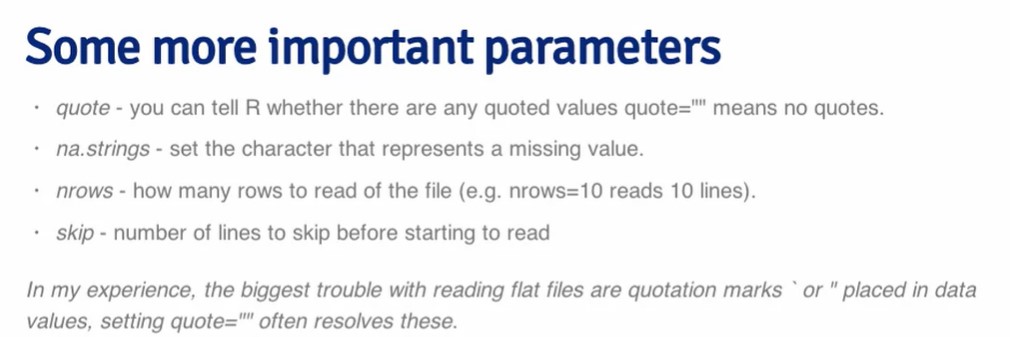 Some more important parameters
· quote - you can tell R whether there are any quoted values quote="" means no quotes.
· na.strings - set the character that represents a missing value.
· nrows - how many rows to read of the file (e.g. nrows=10 reads 10 lines).
· skip - number of lines to skip before starting to read
In my experience, the biggest trouble with reading flat files are quotation marks ` or " placed in data
values, setting quote="" often resolves these.